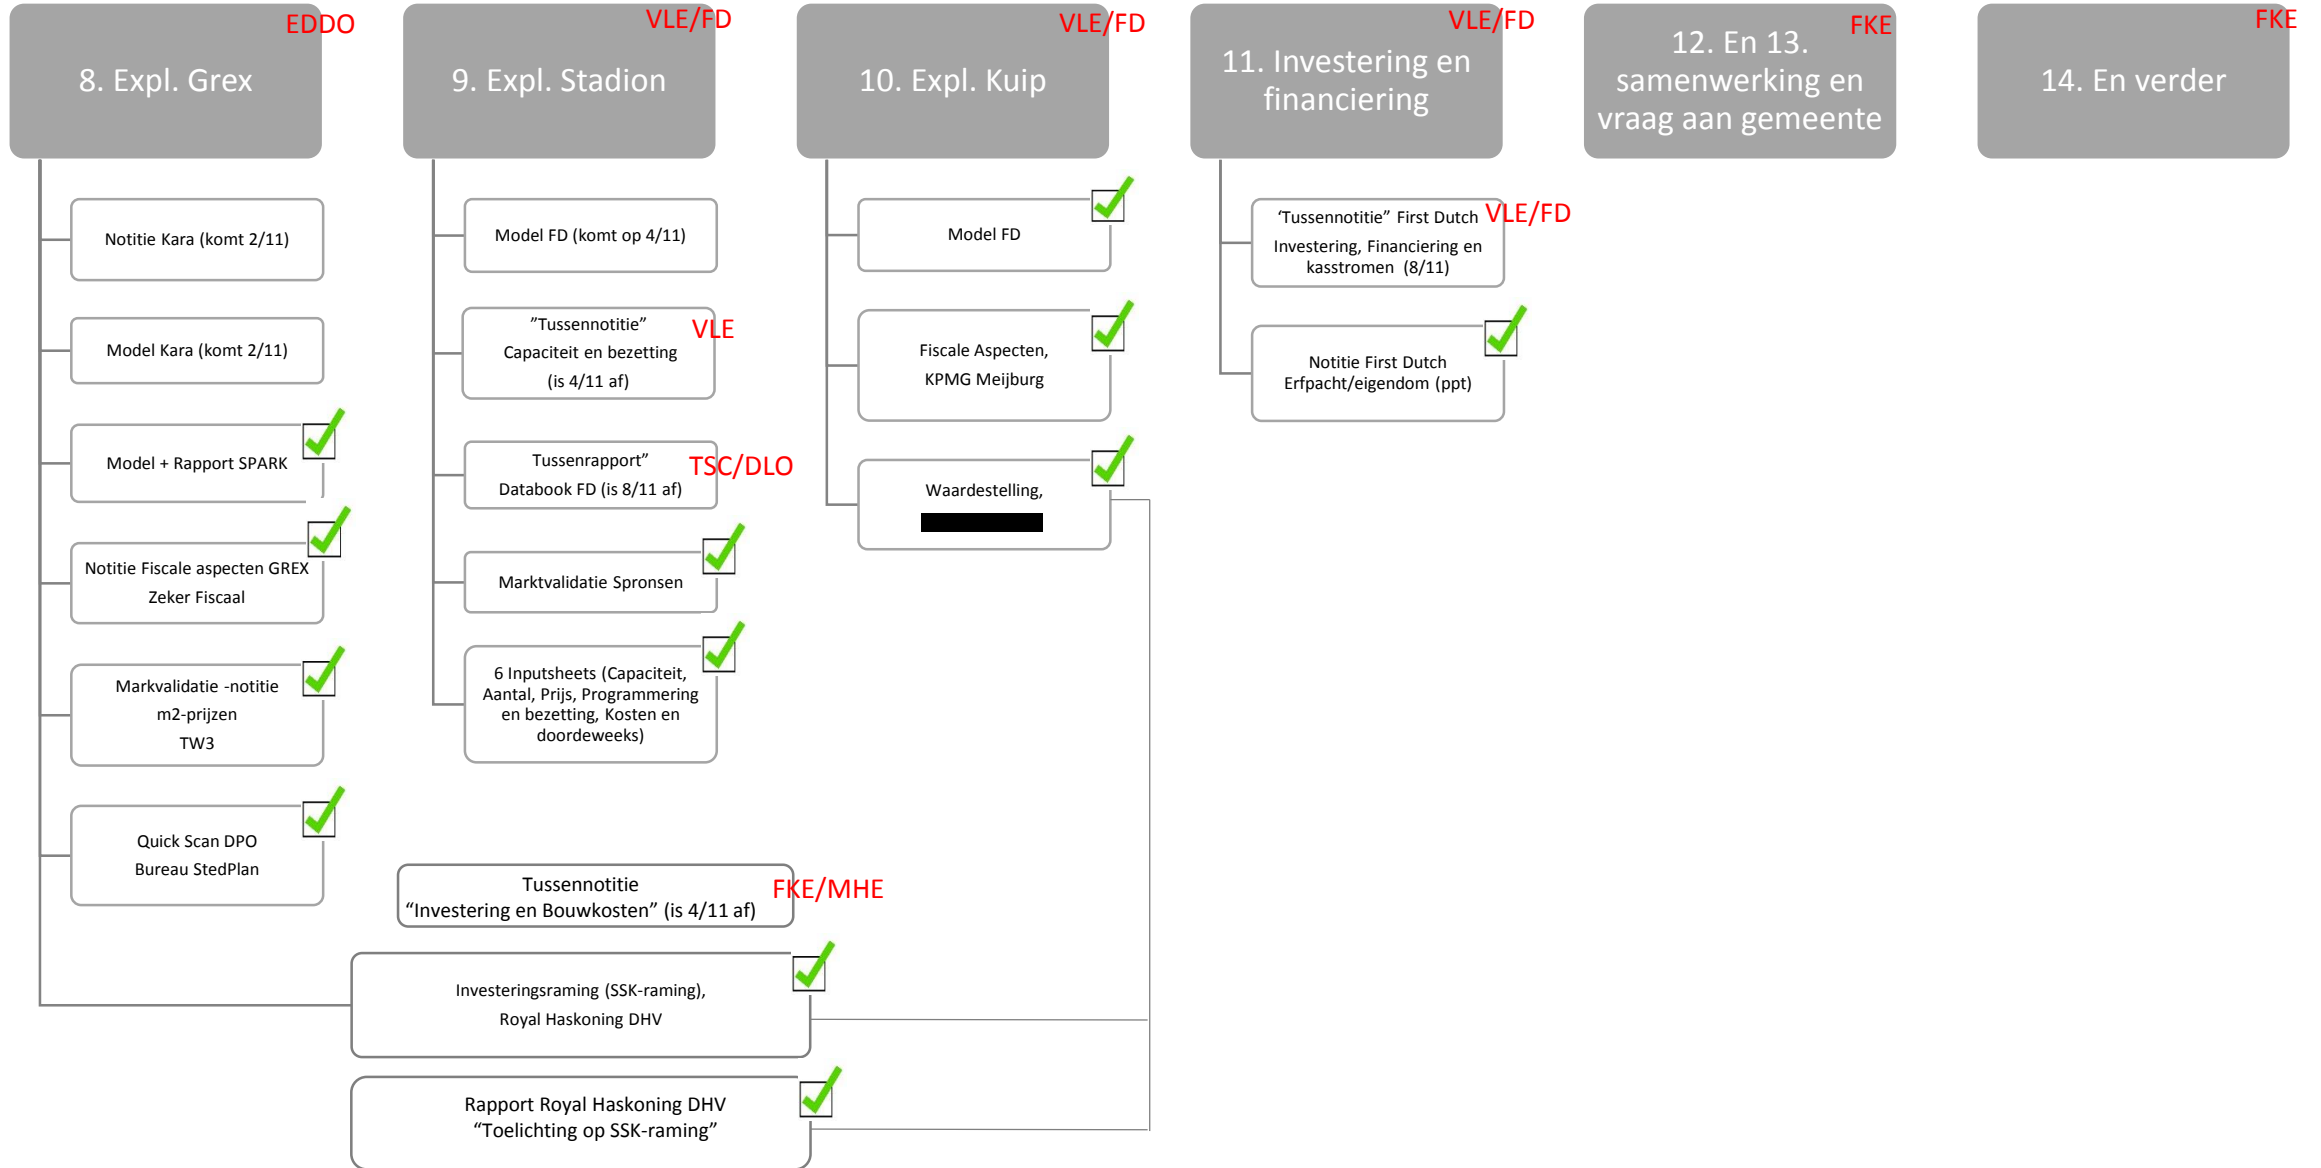 EDDO
8. Expl. Grex
VLE/FD
9. Expl. Stadion
VLE/FD
10. Expl. Kuip
VLE/FD
11. Investering en
financiering
FKE
12. En 13.
samenwerking en
vraag aan gemeente
FKE
14. En verder
Notitie Kara (komt 2/11)
Model Kara (komt 2/11)
Model + Rapport SPARK
Notitie Fiscale aspecten GREX
Zeker Fiscaal
Markvalidatie -notitie
m2-prijzen
TW3
Quick Scan DPO
Bureau StedPlan
Model FD (komt op 4/11)
”Tussennotitie”
Capaciteit en bezetting
(is 4/11 af)
VLE
Tussenrapport”
Databook FD (is 8/11 af)
TSC/DLO
Marktvalidatie Spronsen
6 Inputsheets (Capaciteit,
Aantal, Prijs, Programmering
en bezetting, Kosten en
doordeweeks)
Model FD
Fiscale Aspecten,
KPMG Meijburg
Waardestelling,
‘Tussennotitie” First Dutch
Investering, Financiering en
kasstromen (8/11)
VLE/FD
Notitie First Dutch
Erfpacht/eigendom (ppt)
Tussennotitie
“Investering en Bouwkosten” (is 4/11 af)
FKE/MHE
Investeringsraming (SSK-raming),
Royal Haskoning DHV
Rapport Royal Haskoning DHV
“Toelichting op SSK-raming”